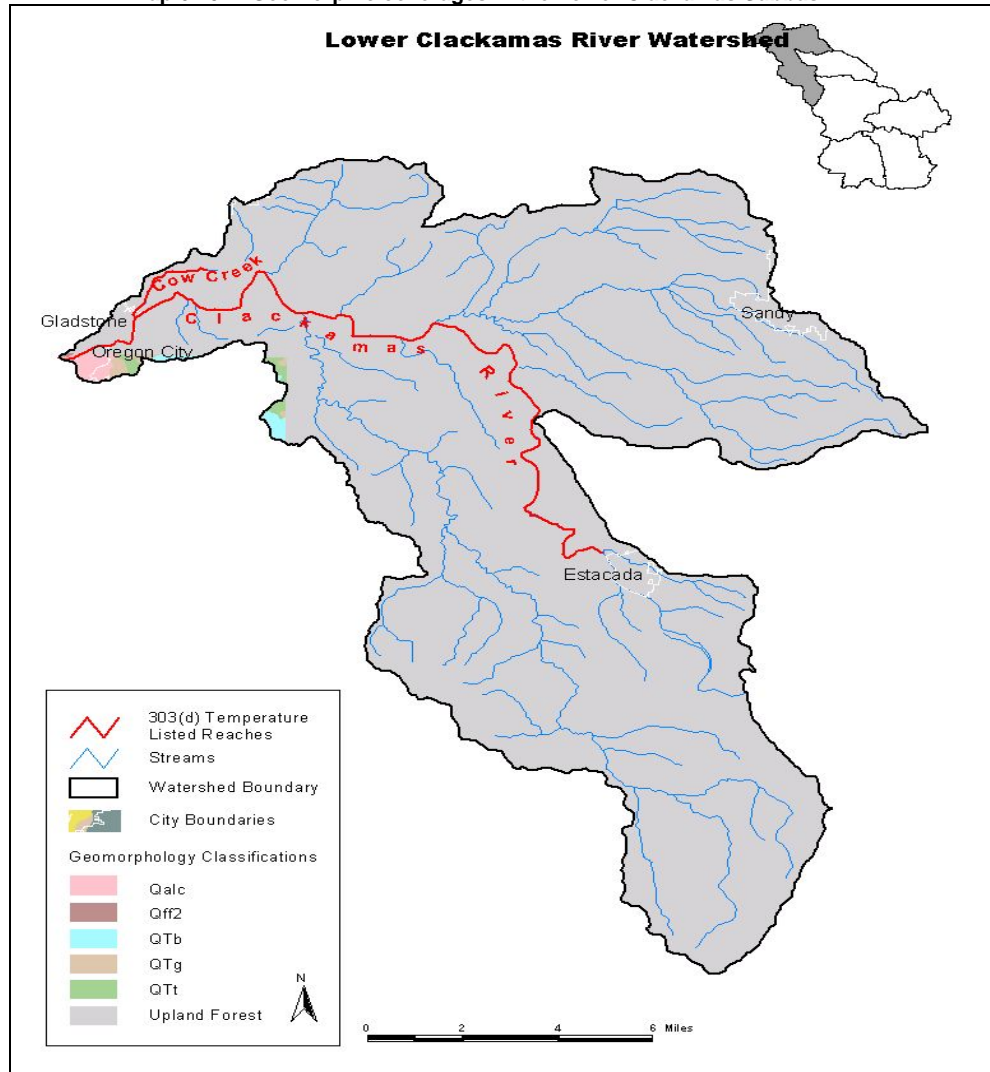 Lower Clackamas River Watershed
Cow Creek
Gladstone
Clackamas
River
Oregon City
Sandy
Estacada
303(d) Temperature
Listed Reaches
Streams
Watershed Boundary
City Boundaries
Geomorphology Classifications
Qalc
Qff2
QTb
QTg
QTt
Upland Forest
N
0 2 4 6 Miles